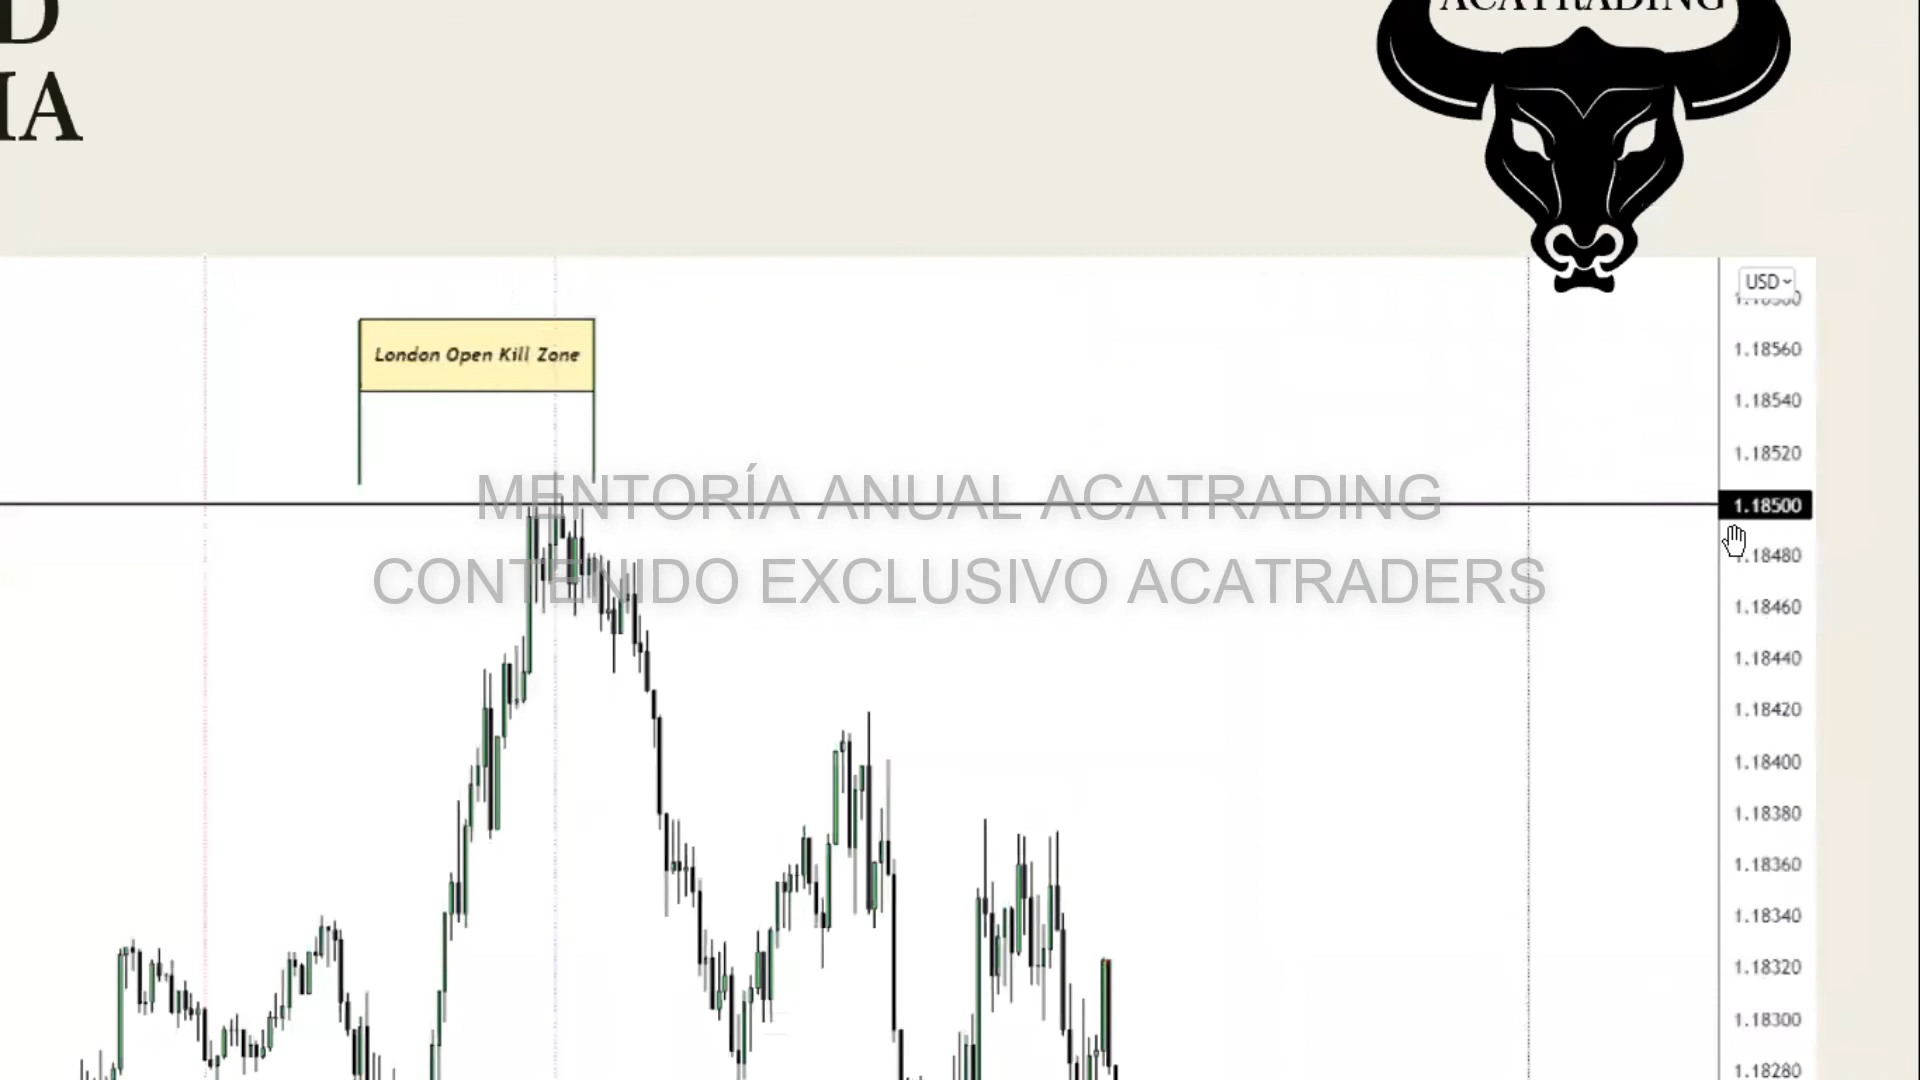 D
IA
ACATRADING
USD
1.18560
London Open Kill Zone
1.18540
1.18520
MENTORÍA ANUAL ACATRADING
1.18500
1.18480
CONTENIDO EXCLUSIVO ACATRADERS
1.18460
1.18440
1.18420
1.18400
1.18380
1.18360
1.18340
1.18320
1.18300
1.18280